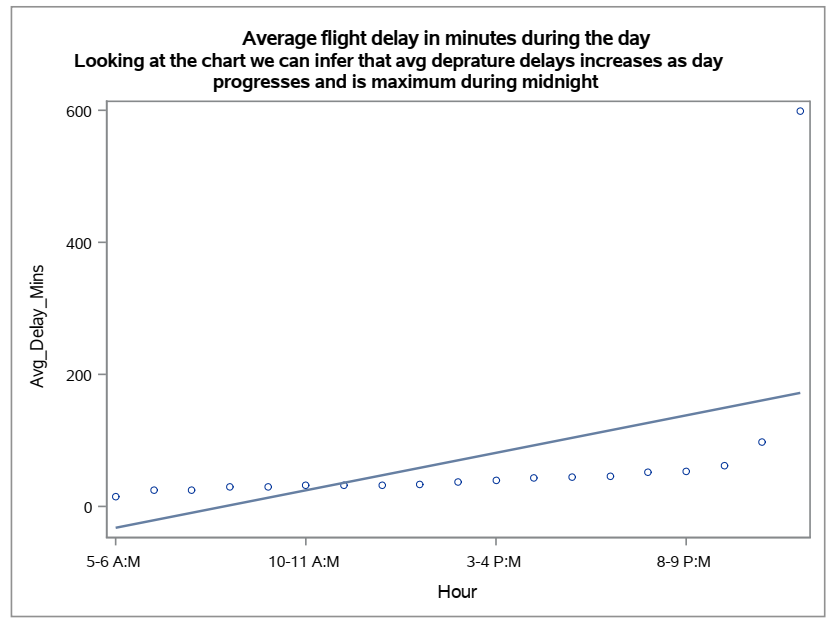 Average flight delay in minutes during the day
Looking at the chart we can infer that avg deprature delays increases as day
progresses and is maximum during midnight
600
400
200
0
Avg_Delay_Mins
5-6 A:M
10-11 A:M
3-4 P:M
8-9 P:M
Hour